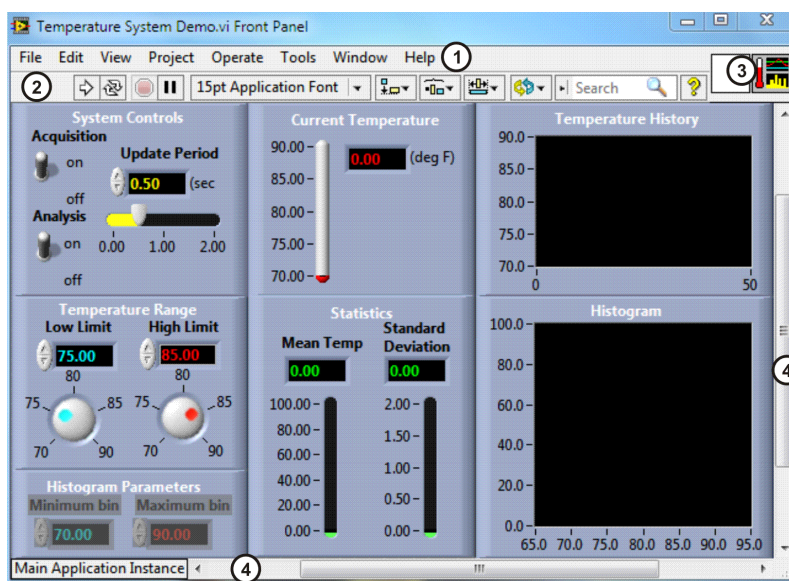 Temperature System Demo.vi Front Panel
File Edit View Project Operate Tools Window Help 1
2 15pt Application Font Search ? 3
System Controls
Acquisition
on
off
Update Period
0.50 (sec
0.00 1.00 2.00
Analysis
on
off
Current Temperature
90.00
85.00
80.00
75.00
70.00
0.00 (deg F)
Temperature History
90.0
85.0
80.0
75.0
70.0
0 50
Temperature Range
Low Limit High Limit
75.00 85.00
80 80
75 85 75 85
70 90 70 90
Statistics
Mean Temp
Standard
Deviation
0.00 0.00
100.00 2.00
80.00 1.50
60.00
40.00 1.00
20.00 0.50
0.00 0.00
Histogram
100.0
80.0
60.0
40.0
20.0
0.0
65.0 70.0 75.0 80.0 85.0 90.0 95.0
4
Histogram Parameters
Minimum bin Maximum bin
70.00 90.00
Main Application Instance 4